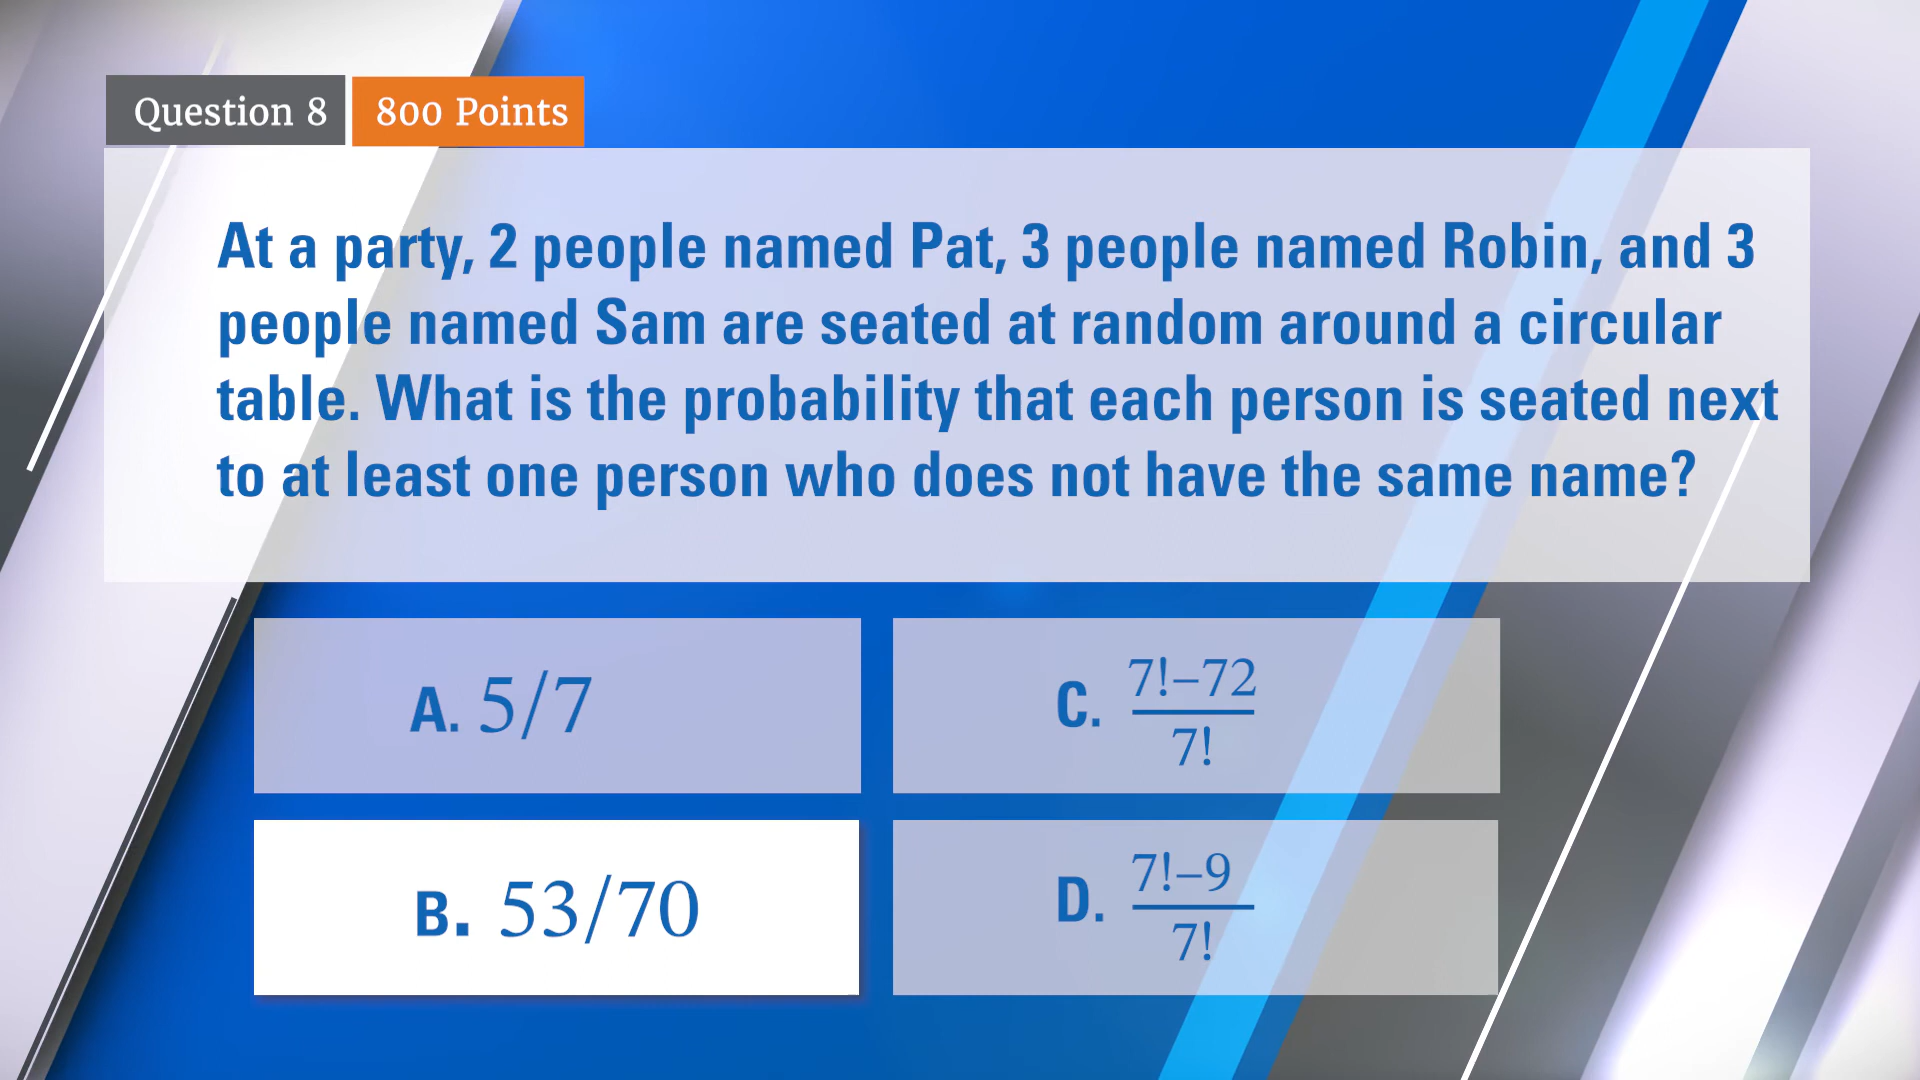 Question 8
800 Points
At a party, 2 people named Pat, 3 people named Robin, and 3
people named Sam are seated at random around a circular
table. What is the probability that each person is seated next
to at least one person who does not have the same name?
A. 5/7
C. 7!–72
7!
B. 53/70
D. 7!–9
7!